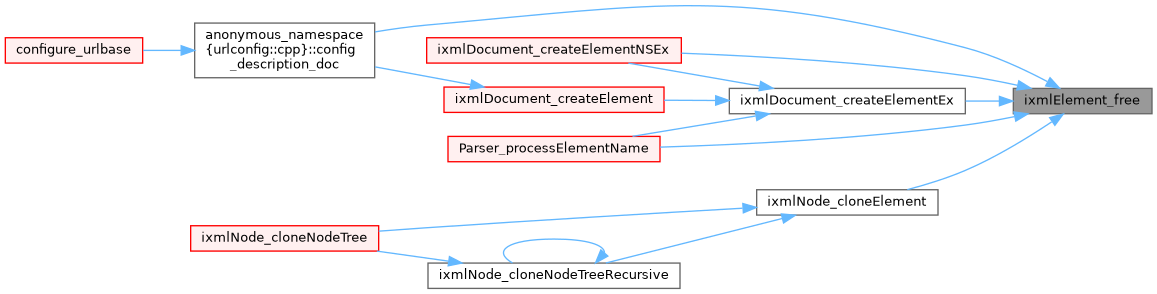 anonymous_namespace
{urlconfig::cpp}::config
_description_doc
configure_urlbase
ixmlDocument_createElementNSEx
ixmlDocument_createElement
ixmlDocument_createElementEx
ixmlElement_free
Parser_processElementName
ixmlNode_cloneElement
ixmlNode_cloneNodeTree
ixmlNode_cloneNodeTreeRecursive